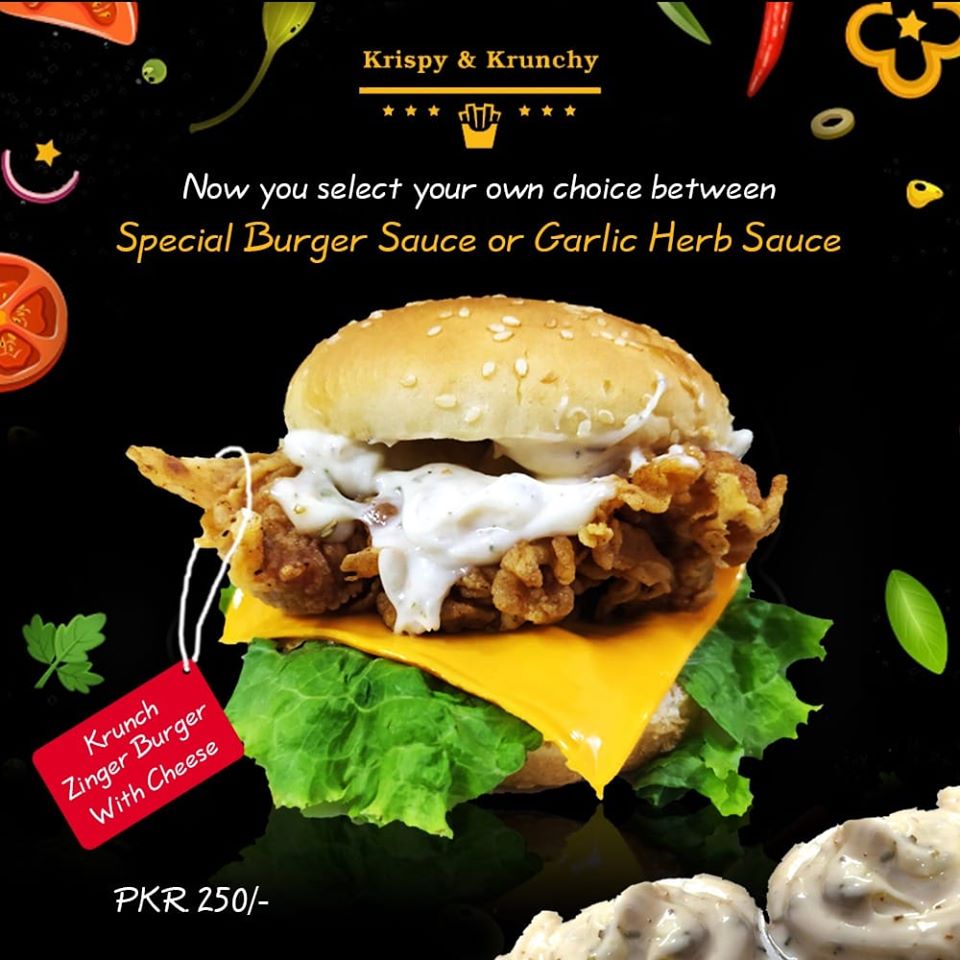 Krispy & Krunchy
Now you select your own choice between
Special Burger Sauce or Garlic Herb Sauce
Krunch
Zinger Burger
With Cheese
PKR 250/-